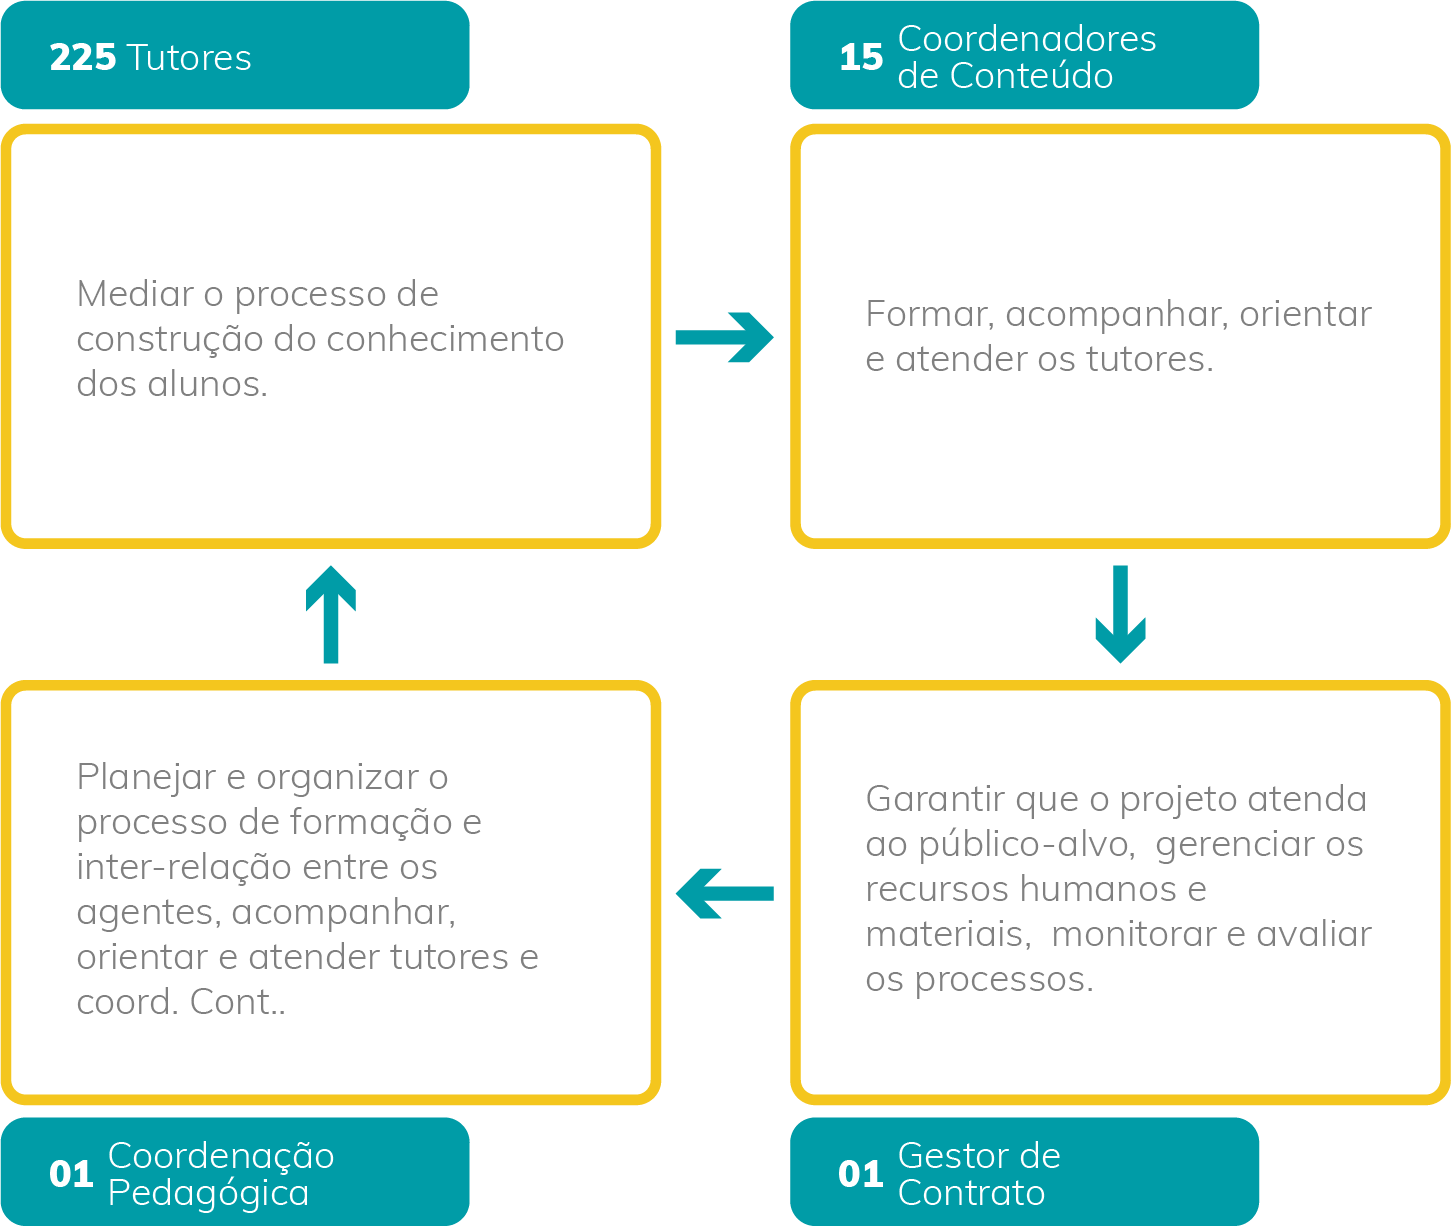 225 Tutores
15 Coordenadores
de Conteúdo
Mediar o processo de
construção do conhecimento
dos alunos.
Formar, acompanhar, orientar
e atender os tutores.
Planejar e organizar o
processo de formação e
inter-relação entre os
agentes, acompanhar,
orientar e atender tutores e
coord. Cont..
Garantir que o projeto atenda
ao público-alvo,  gerenciar os
recursos humanos e
materiais,  monitorar e avaliar
os processos.
01 Coordenação
Pedagógica
01 Gestor de
Contrato